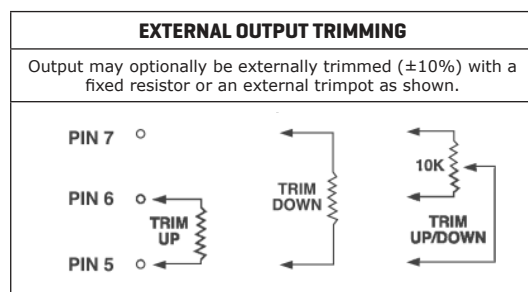 EXTERNAL OUTPUT TRIMMING
Output may optionally be externally trimmed (±10%) with a
fixed resistor or an external trimpot as shown.
PIN 7
10K
PIN 6
TRIM
DOWN
TRIM
UP
TRIM
UP/DOWN
PIN 5